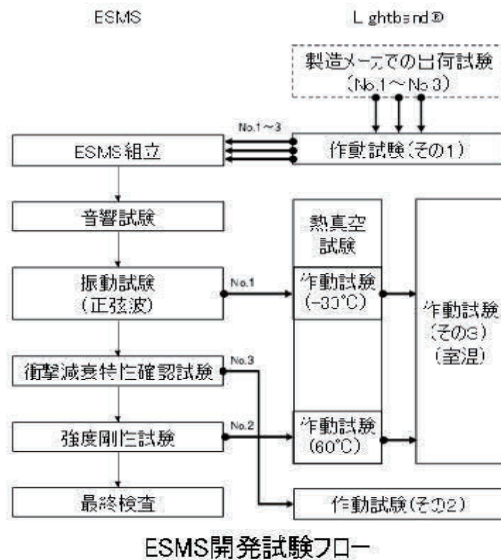 ESMS
Lightband®
製造メーカでの出荷試験
(No.1～No.3)
No.1～3
ESMS組立
作動試験(その1)
音響試験
熱真空
試験
振動試験
(正弦波)
No.1
作動試験
(-30℃)
作動試験
(その3)
(室温)
衝撃減衰特性確認試験
No.3
強度剛性試験
No.2
作動試験
(60℃)
最終検査
作動試験(その2)
ESMS開発試験フロー